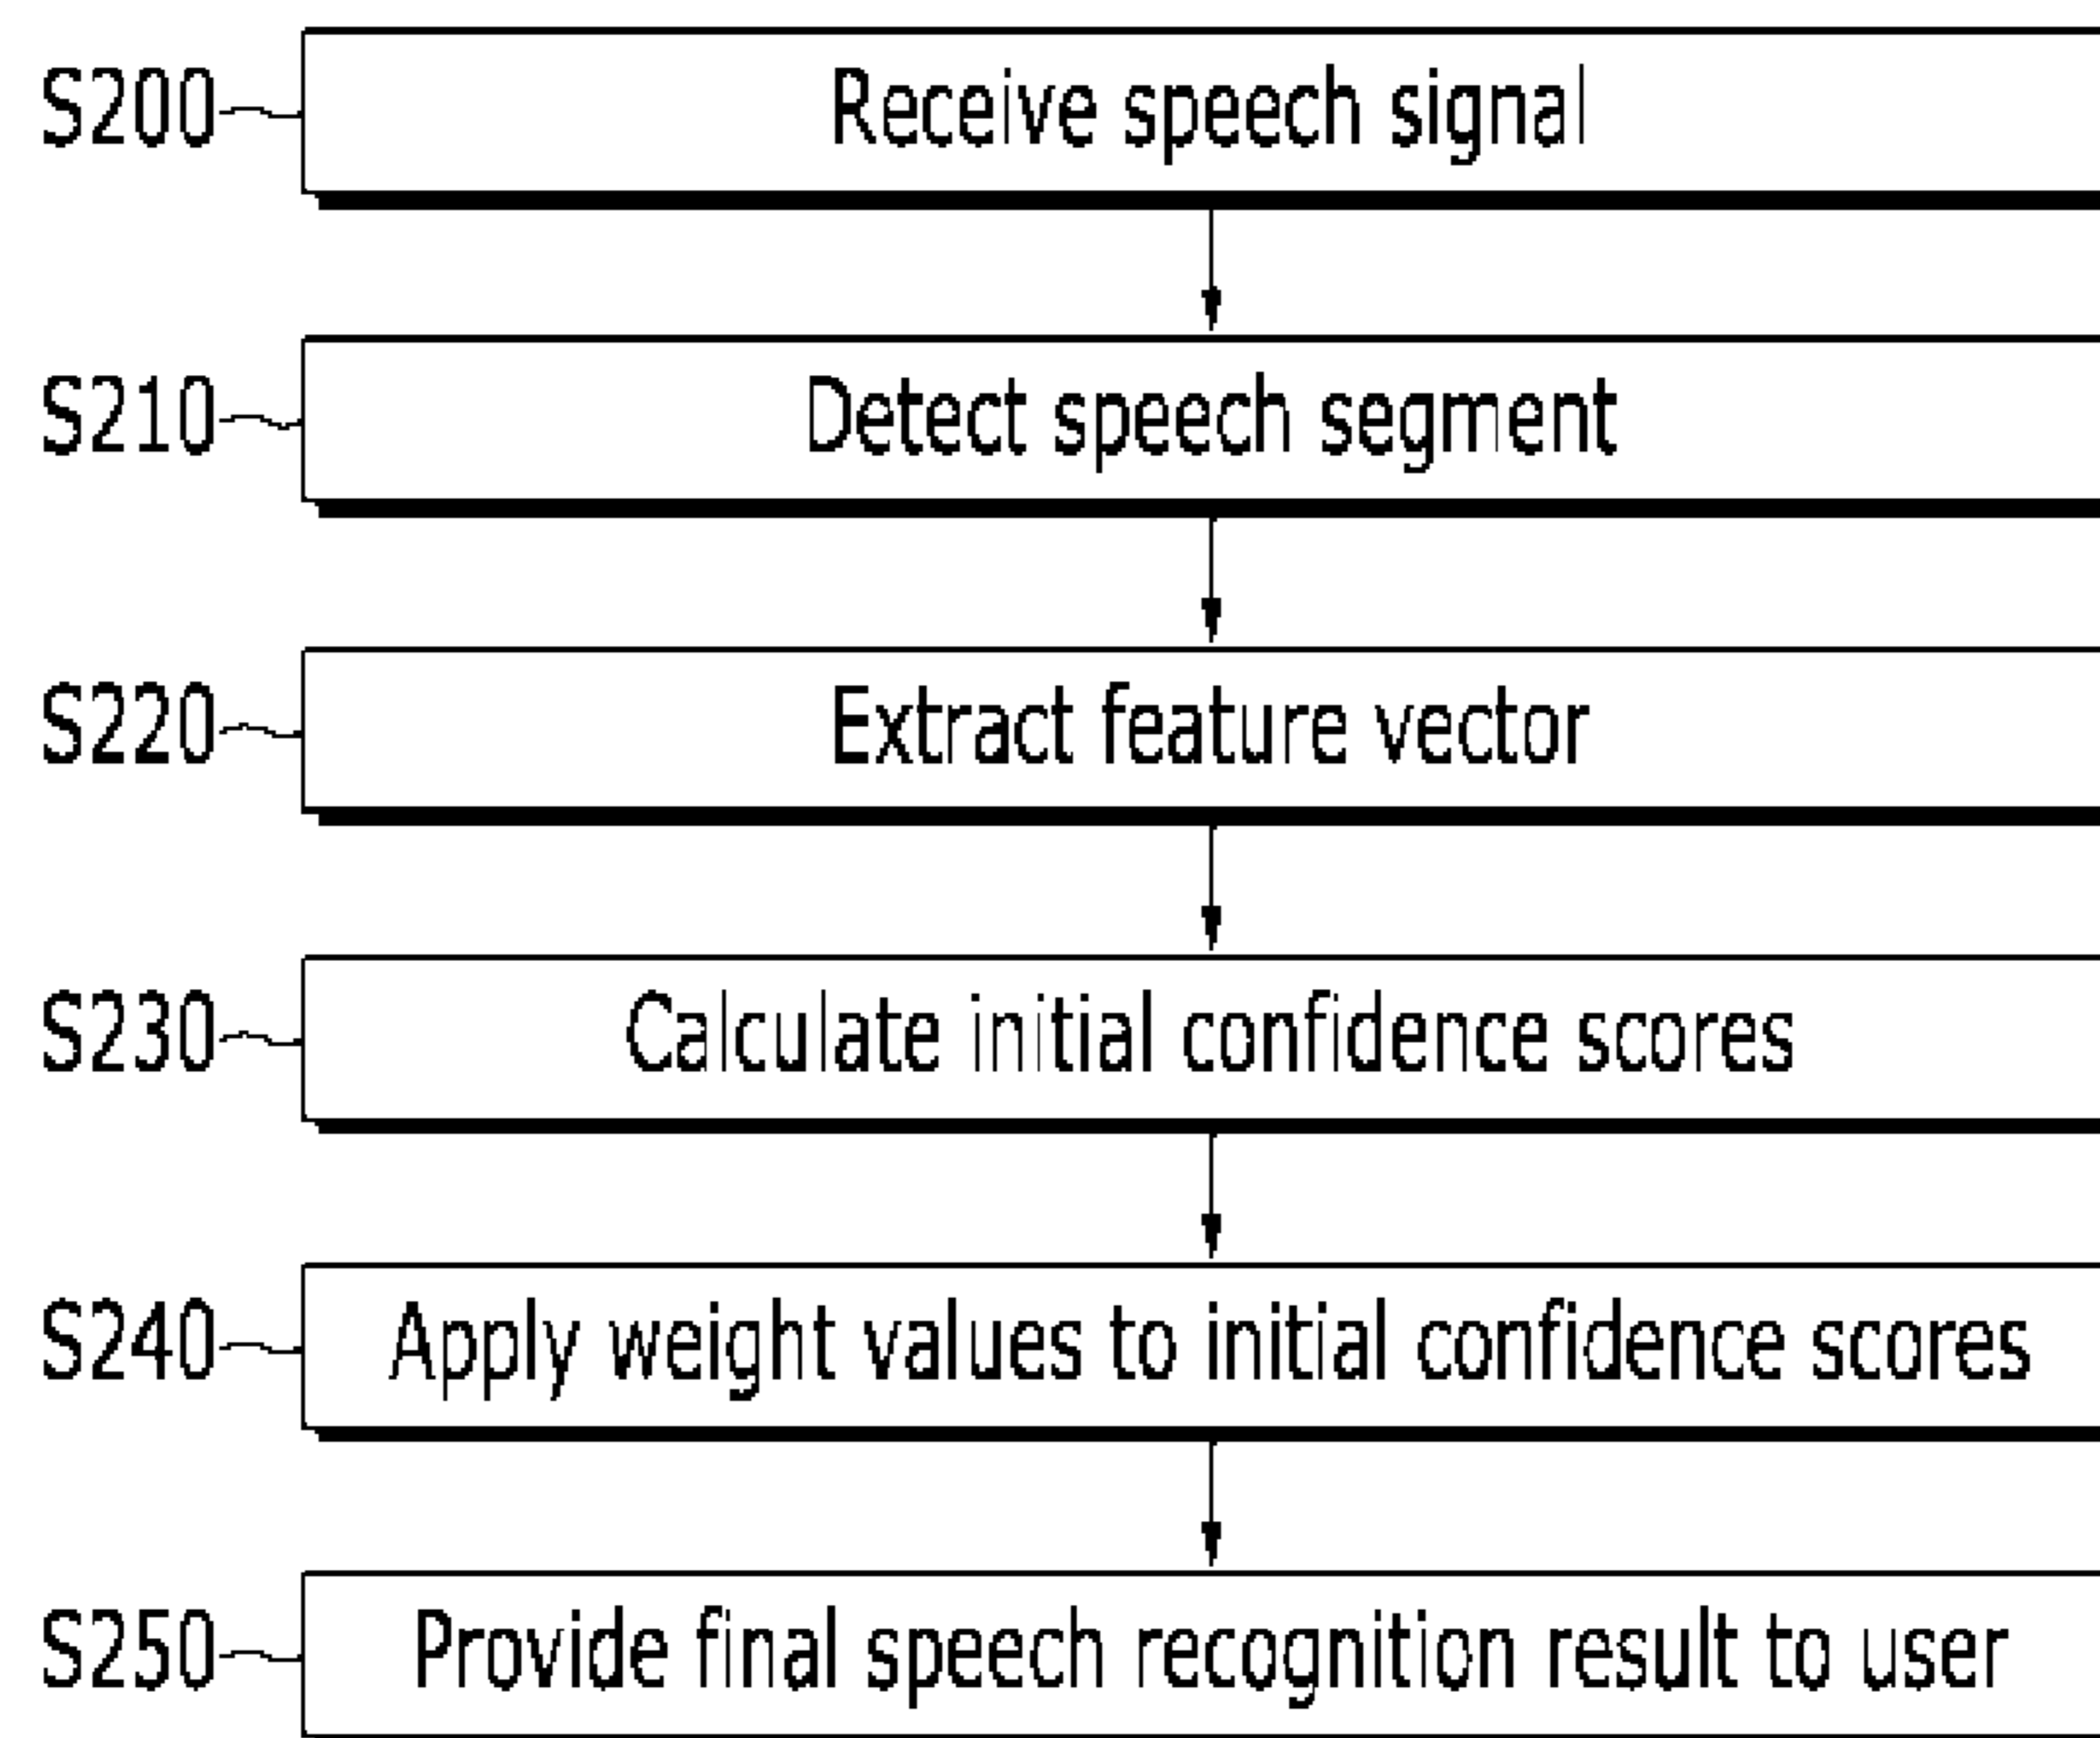 S200 Receive speech signal
S210 Detect speech segment
S220 Extract feature vector
S230 Calculate initial confidence scores
S240 Apply weight values to initial confidence scores
S250 Provide final speech recognition result to user